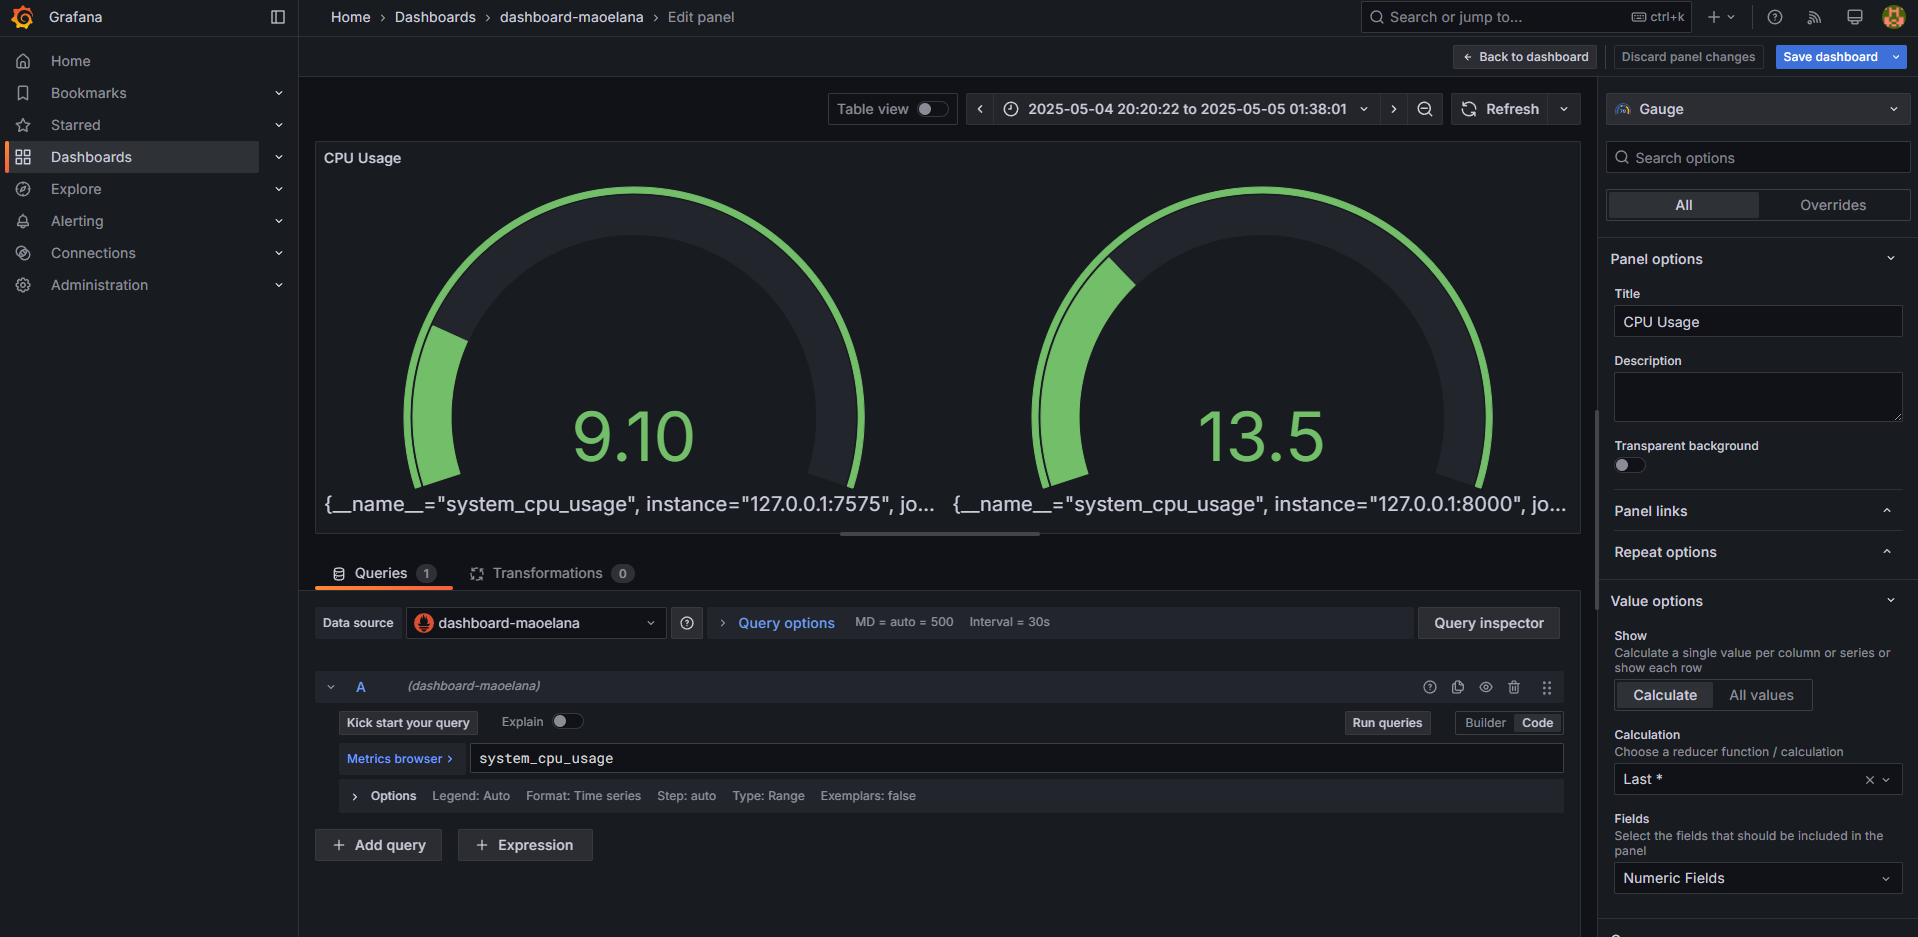 Grafana
Home › Dashboards › dashboard-maoelana › Edit panel
Search or jump to...
ctrl+k
Home
Bookmarks
Starred
Dashboards
Explore
Alerting
Connections
Administration
Back to dashboard
Discard panel changes
Save dashboard
Table view
2025-05-04 20:20:22 to 2025-05-05 01:38:01
Refresh
CPU Usage
9.10
{__name__="system_cpu_usage", instance="127.0.0.1:7575", jo...
13.5
{__name__="system_cpu_usage", instance="127.0.0.1:8000", jo...
Queries 1
Transformations 0
Data source
dashboard-maoelana
Query options
MD = auto = 500
Interval = 30s
Query inspector
A
(dashboard-maoelana)
Kick start your query
Explain
Run queries
Builder
Code
Metrics browser >
system_cpu_usage
Options
Legend: Auto
Format: Time series
Step: auto
Type: Range
Exemplars: false
+ Add query
+ Expression
Gauge
Search options
All
Overrides
Panel options
Title
CPU Usage
Description
Transparent background
Panel links
Repeat options
Value options
Show
Calculate a single value per column or series or
show each row
Calculate
All values
Calculation
Choose a reducer function / calculation
Last *
Fields
Select the fields that should be included in the
panel
Numeric Fields